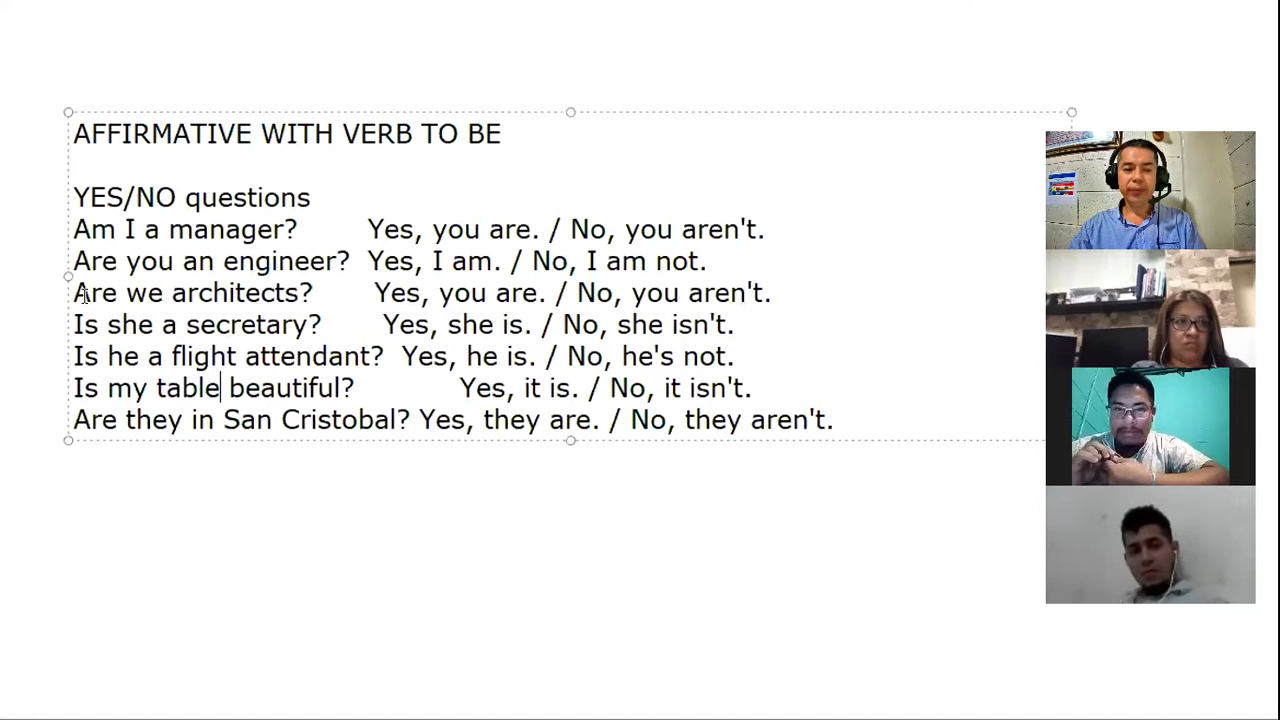 AFFIRMATIVE WITH VERB TO BE
YES/NO questions
Am I a manager? Yes, you are. / No, you aren't.
Are you an engineer? Yes, I am. / No, I am not.
Are we architects? Yes, you are. / No, you aren't.
Is she a secretary? Yes, she is. / No, she isn't.
Is he a flight attendant? Yes, he is. / No, he's not.
Is my table beautiful? Yes, it is. / No, it isn't.
Are they in San Cristobal? Yes, they are. / No, they aren't.